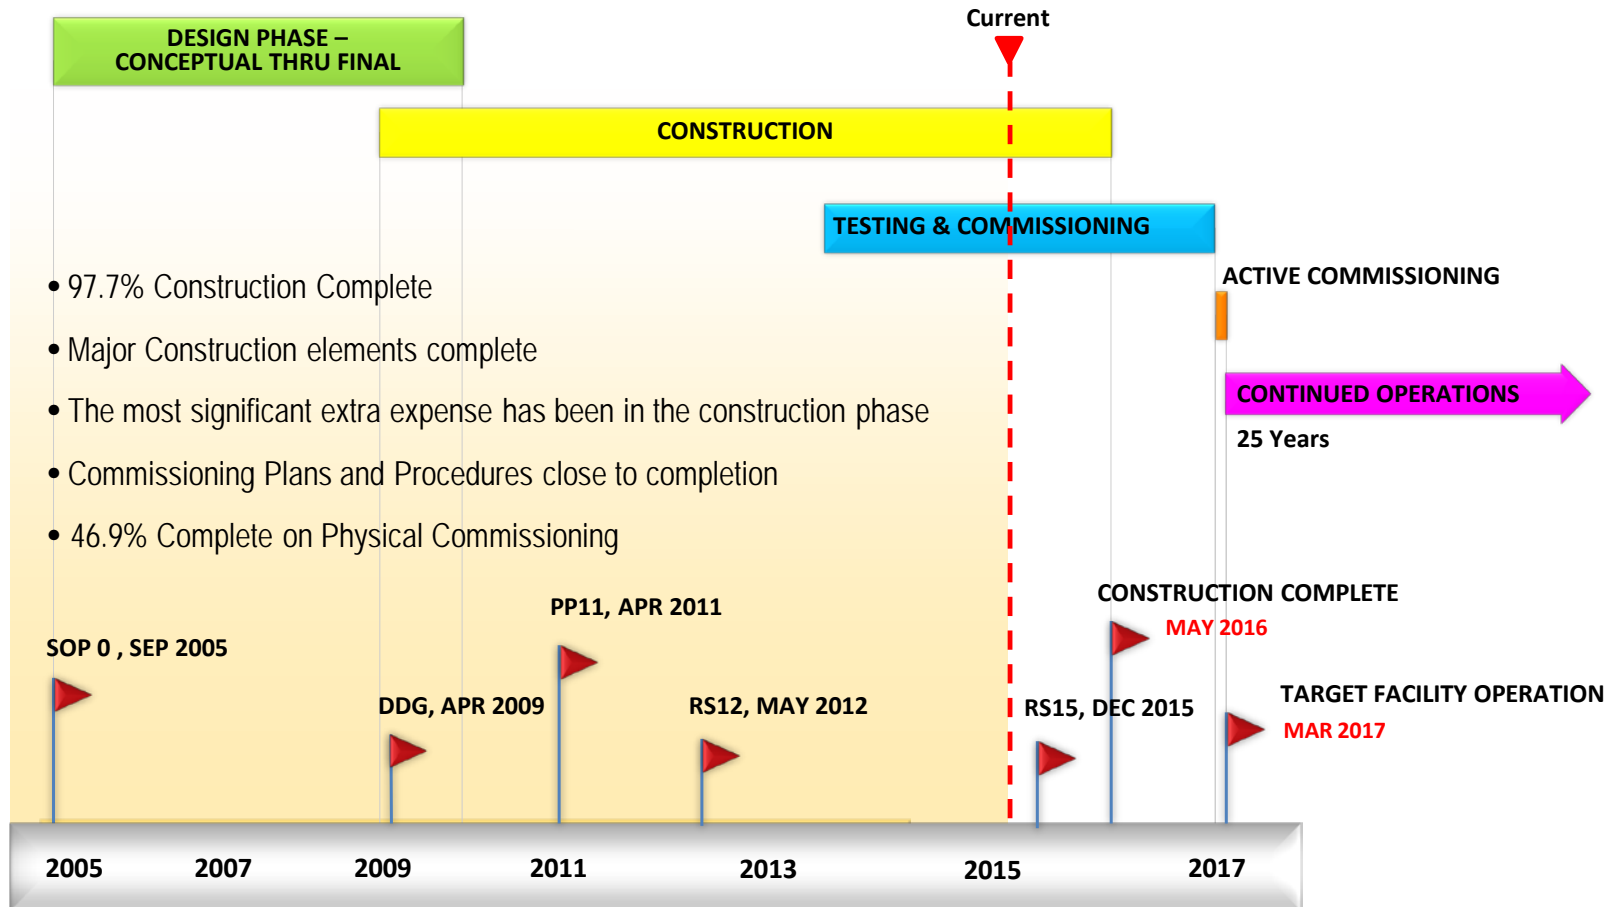 Current
DESIGN PHASE –
CONCEPTUAL THRU FINAL
CONSTRUCTION
TESTING & COMMISSIONING
ACTIVE COMMISSIONING
• 97.7% Construction Complete
• Major Construction elements complete
• The most significant extra expense has been in the construction phase
• Commissioning Plans and Procedures close to completion
• 46.9% Complete on Physical Commissioning
CONTINUED OPERATIONS
25 Years
SOP 0 , SEP 2005
DDG, APR 2009
PP11, APR 2011
RS12, MAY 2012
RS15, DEC 2015
CONSTRUCTION COMPLETE
MAY 2016
TARGET FACILITY OPERATION
MAR 2017
2005 2007 2009 2011 2013 2015 2017